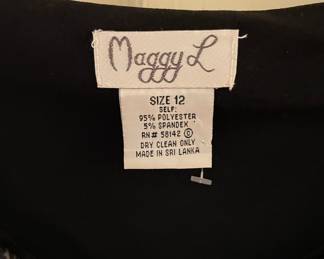 Maggy L
SIZE 12
SELF:
95% POLYESTER
5% SPANDEX
RN# 58142 ©
DRY CLEAN ONLY
MADE IN SRI LANKA